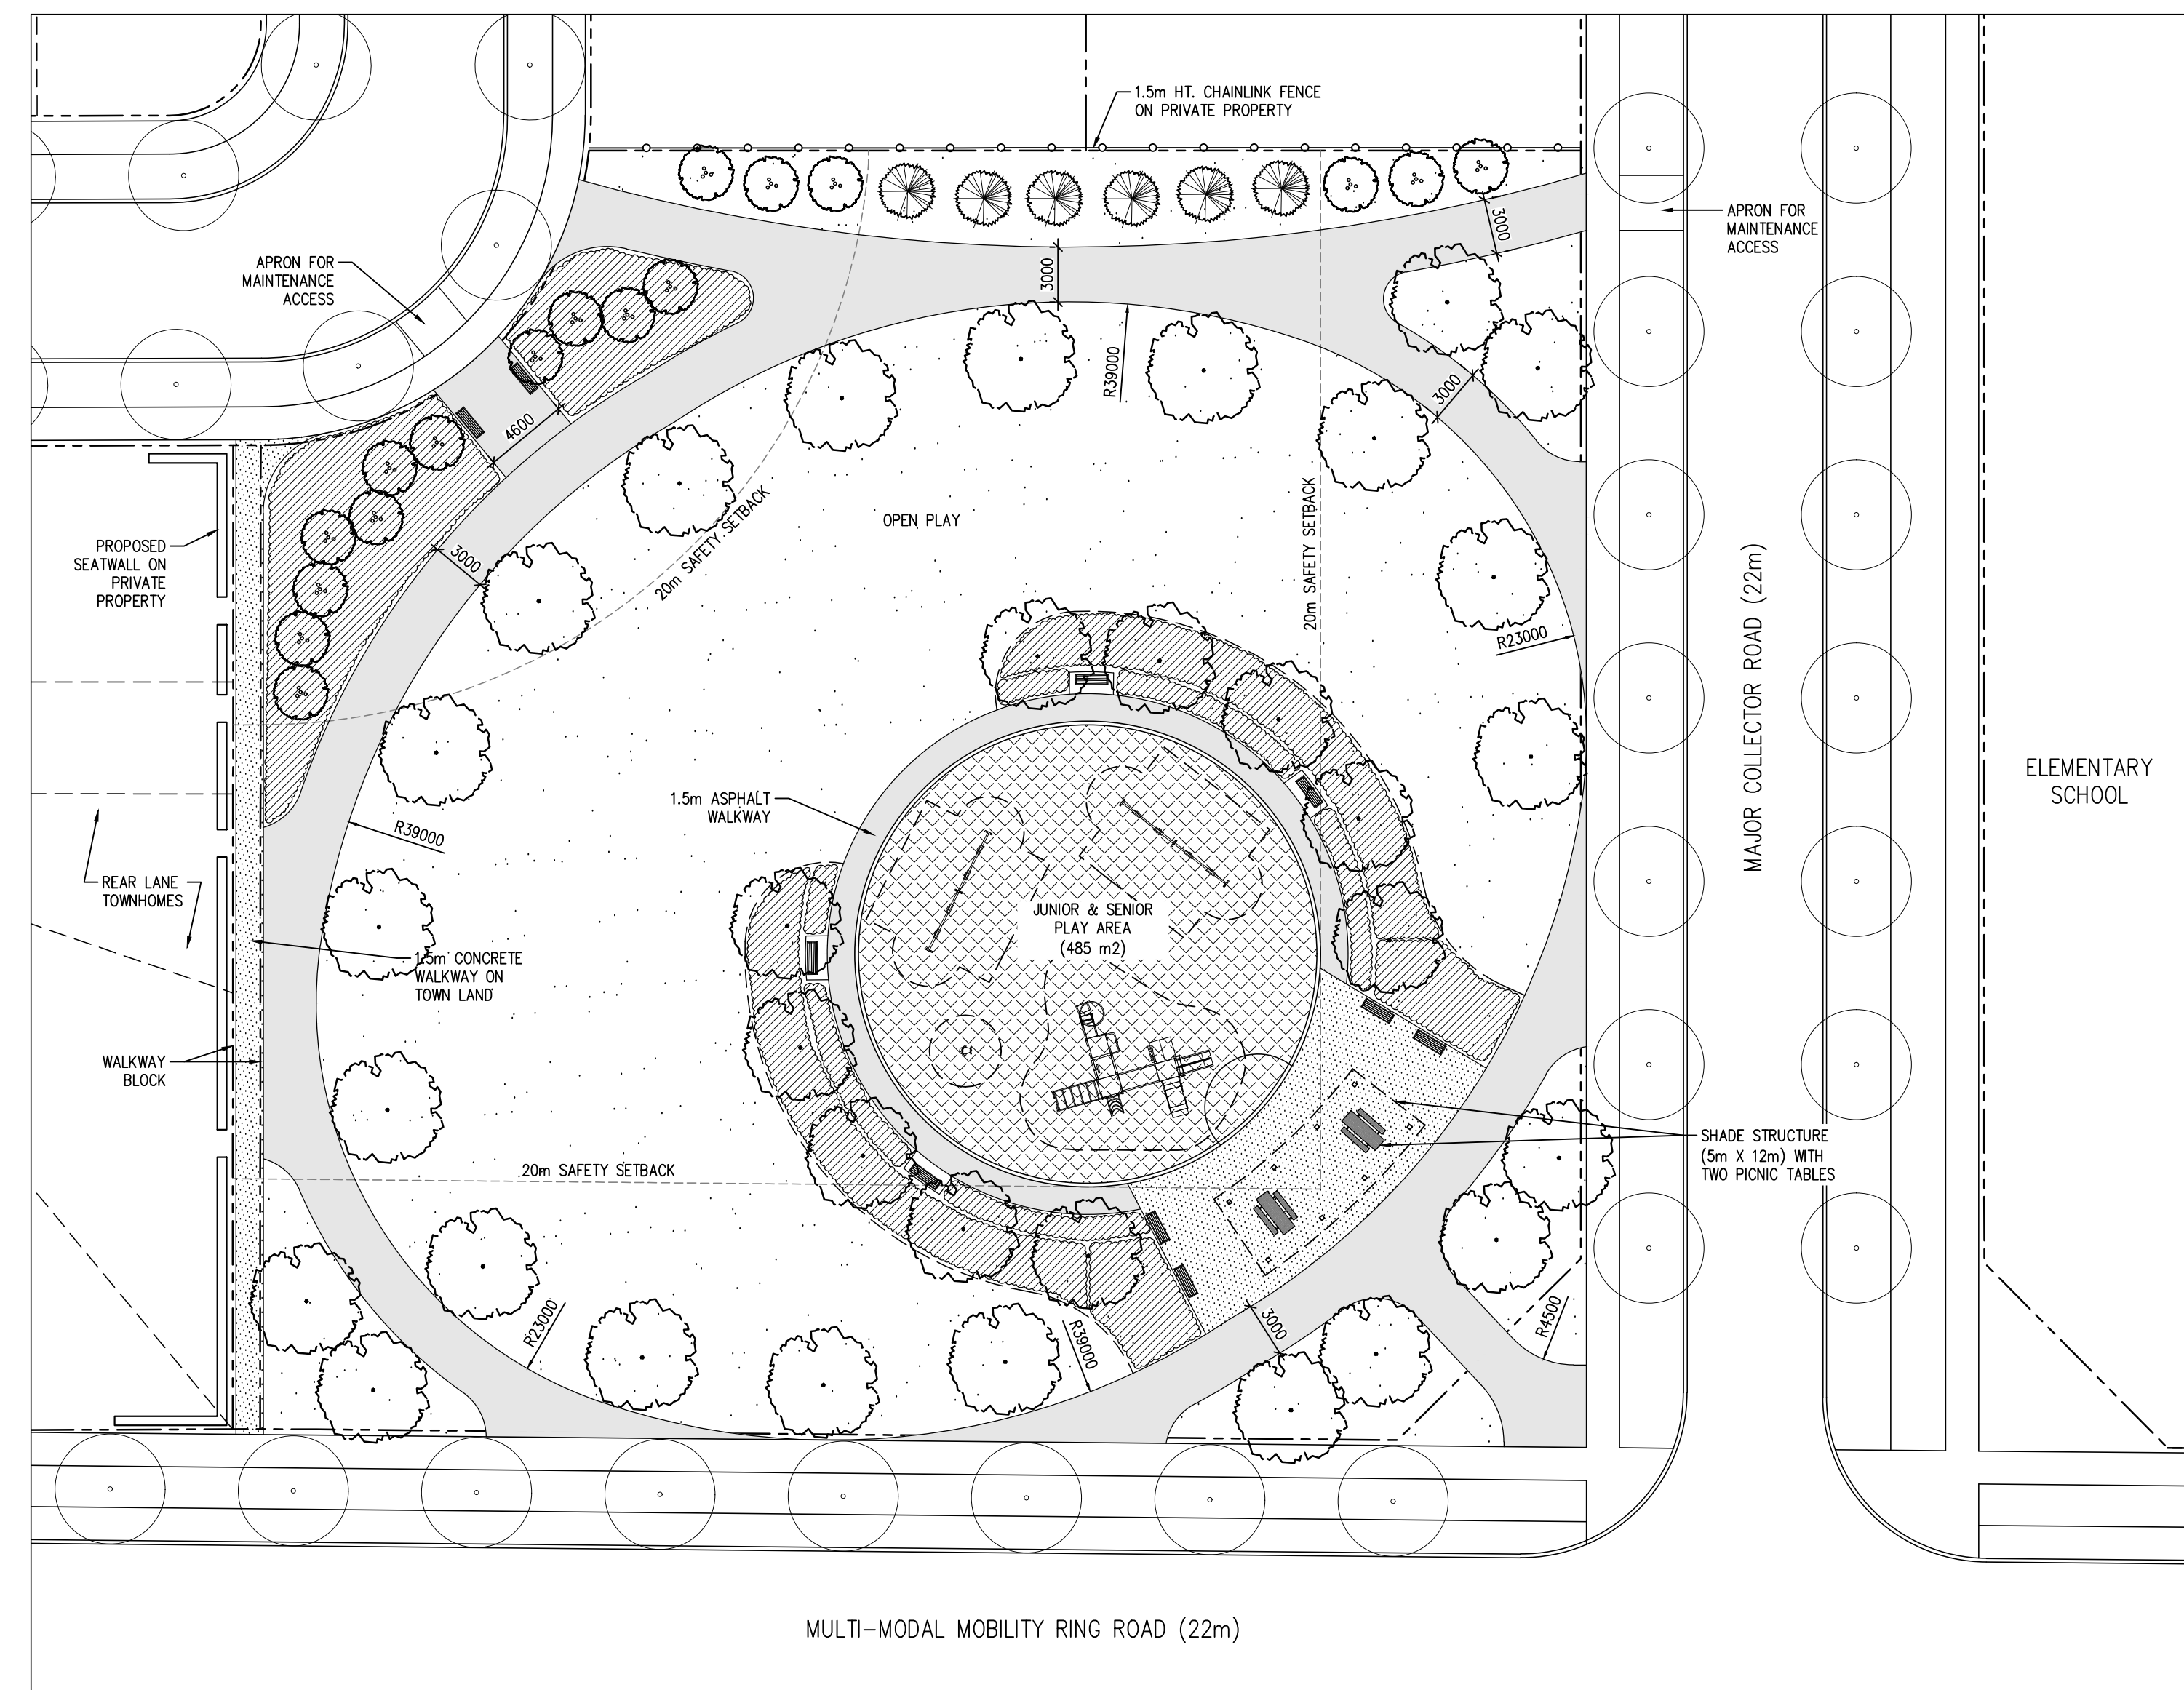 1.5m HT. CHAINLINK FENCE
ON PRIVATE PROPERTY
APRON FOR
MAINTENANCE
ACCESS
3000
APRON FOR
MAINTENANCE
ACCESS
3000
R39000
3000
4600
20m SAFETY SETBACK
OPEN PLAY
20m SAFETY SETBACK
PROPOSED
SEATWALL ON
PRIVATE
PROPERTY
3000
R23000
MAJOR COLLECTOR ROAD (22m)
ELEMENTARY
SCHOOL
1.5m ASPHALT
WALKWAY
R39000
REAR LANE
TOWNHOMES
JUNIOR & SENIOR
PLAY AREA
(485 m2)
1.5m CONCRETE
WALKWAY ON
TOWN LAND
WALKWAY
BLOCK
SHADE STRUCTURE
(5m X 12m) WITH
TWO PICNIC TABLES
20m SAFETY SETBACK
R23000
R39000
3000
R4500
MULTI-MODAL MOBILITY RING ROAD (22m)